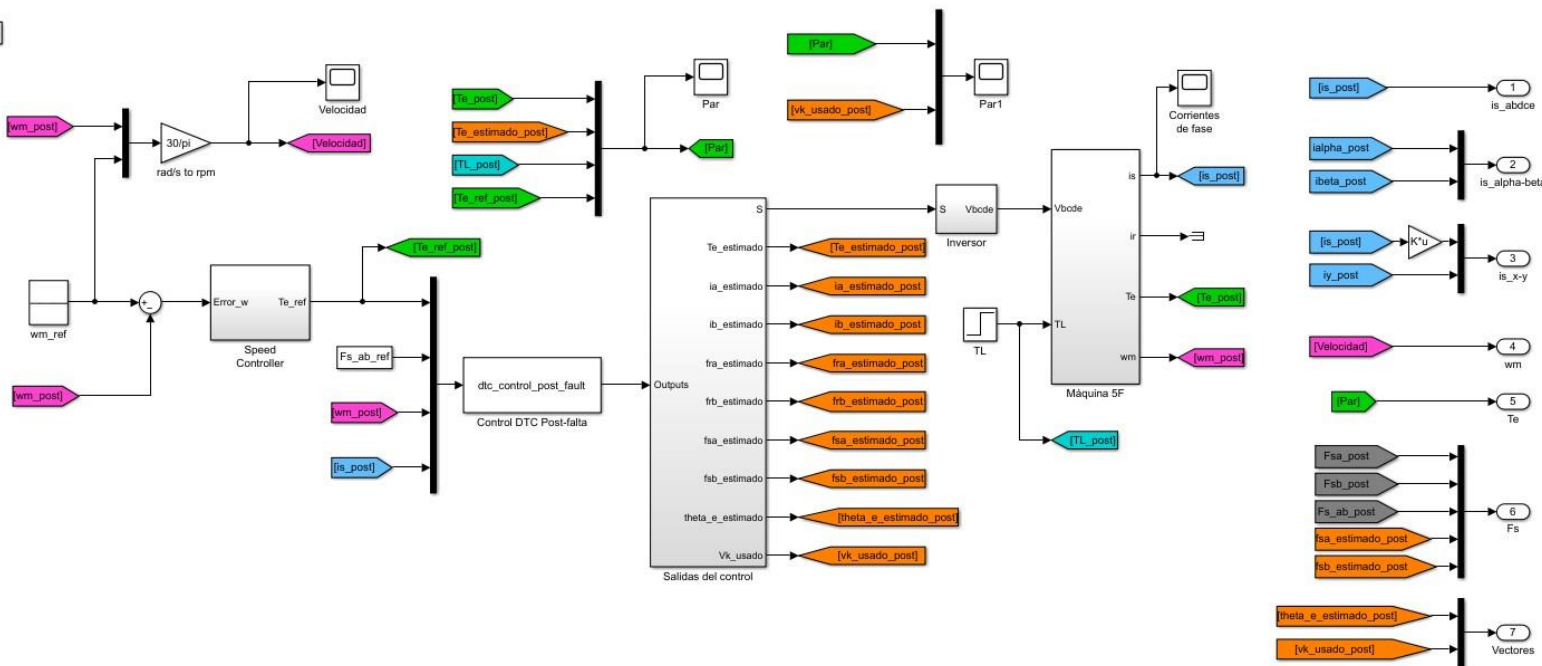 [wm_post]
30/pi
rad/s to rpm
Velocidad
[Velocidad]
wm_ref
+
_
[wm_post]
Error_w
Te_ref
Speed
Controller
[Te_ref_post]
Fs_ab_ref
[wm_post]
[is_post]
dtc_control_post_fault
Control DTC Post-falta
[Te_post]
[Te_estimado_post]
[TL_post]
[Te_ref_post]
Par
[Par]
Outputs
S
Te_estimado
ia_estimado
ib_estimado
fra_estimado
frb_estimado
fsa_estimado
fsb_estimado
theta_e_estimado
Vk_usado
Salidas del control
[Te_estimado_post]
ia_estimado_post
ib_estimado_post
fra_estimado_post
frb_estimado_post
fsa_estimado_post
fsb_estimado_post
[theta_e_estimado_post]
[vk_usado_post]
[Par]
[vk_usado_post]
Par1
S
Vbcde
Inversor
TL
[TL_post]
Vbcde
TL
is
ir
Te
wm
Máquina 5F
Corrientes
de fase
[is_post]
[Te_post]
[wm_post]
[is_post]
1
is_abdce
ialpha_post
ibeta_post
2
is_alpha-beta
[is_post]
K*u
iy_post
3
is_x-y
[Velocidad]
4
wm
[Par]
5
Te
Fsa_post
Fsb_post
Fs_ab_post
fsa_estimado_post
fsb_estimado_post
6
Fs
[theta_e_estimado_post]
[vk_usado_post]
7
Vectores